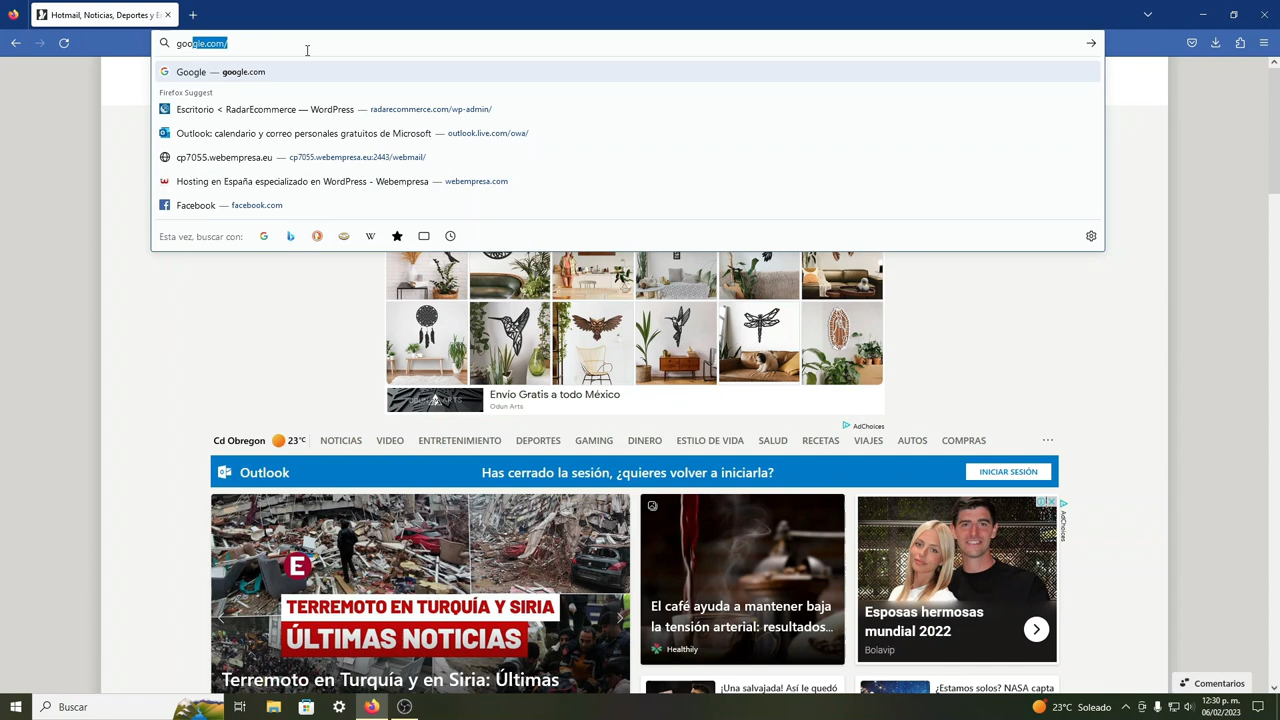 Hotmail, Noticias, Deportes y E
google.com/
Google — google.com
Firefox Suggest
Escritorio < RadarEcommerce — WordPress — radarecommerce.com/wp-admin/
Outlook: calendario y correo personales gratuitos de Microsoft — outlook.live.com/owa/
cp7055.webempresa.eu — cp7055.webempresa.eu:2443/webmail/
Hosting en España especializado en WordPress - Webempresa — webempresa.com
Facebook — facebook.com
Esta vez, buscar con:
Envío Gratis a todo México
Odun Arts
AdChoices
Cd Obregon 23°C NOTICIAS VIDEO ENTRETENIMIENTO DEPORTES GAMING DINERO ESTILO DE VIDA SALUD RECETAS VIAJES AUTOS COMPRAS ...
Outlook Has cerrado la sesión, ¿quieres volver a iniciarla? INICIAR SESIÓN
E
TERREMOTO EN TURQUÍA Y SIRIA
ÚLTIMAS NOTICIAS
Terremoto en Turquía y en Siria: Últimas
El café ayuda a mantener baja
la tensión arterial: resultados...
Healthily
AdChoices
Esposas hermosas
mundial 2022
Bolavip
¡Una salvajada! Así le quedó
¿Estamos solos? NASA capta
Comentarios
Buscar
23°C Soleado
12:30 p. m.
06/02/2023